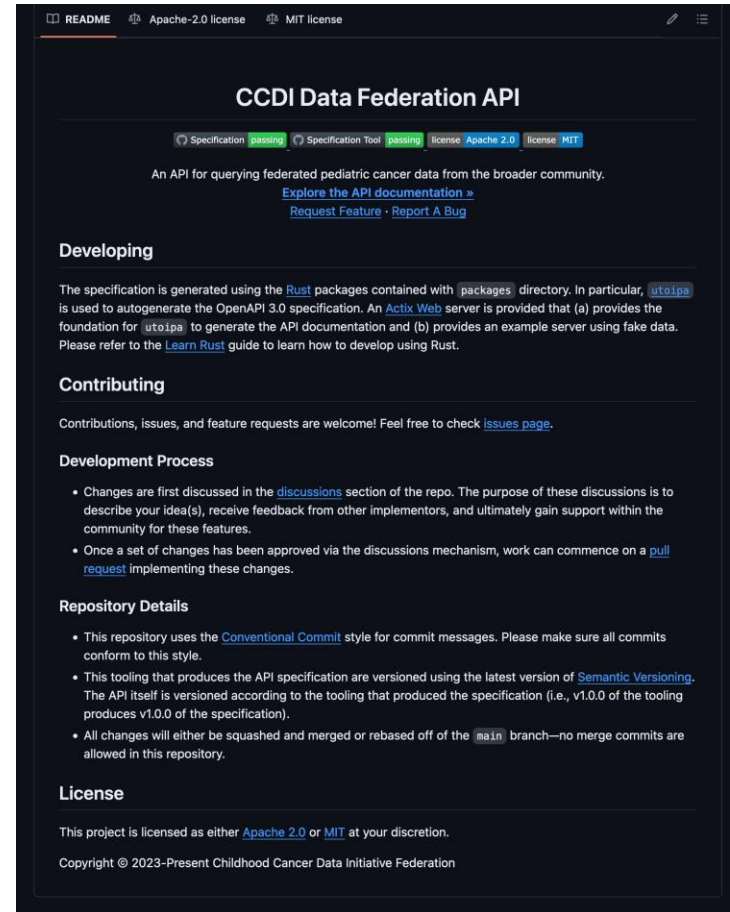 README Apache-2.0 license MIT license
CCDI Data Federation API
Specification passing Specification Tool passing license Apache 2.0 license MIT
An API for querying federated pediatric cancer data from the broader community.
Explore the API documentation »
Request Feature · Report A Bug
Developing
The specification is generated using the Rust packages contained with packages directory. In particular, utoipa
is used to autogenerate the OpenAPI 3.0 specification. An Actix Web server is provided that (a) provides the
foundation for utoipa to generate the API documentation and (b) provides an example server using fake data.
Please refer to the Learn Rust guide to learn how to develop using Rust.
Contributing
Contributions, issues, and feature requests are welcome! Feel free to check issues page.
Development Process
• Changes are first discussed in the discussions section of the repo. The purpose of these discussions is to
describe your idea(s), receive feedback from other implementors, and ultimately gain support within the
community for these features.
• Once a set of changes has been approved via the discussions mechanism, work can commence on a pull
request implementing these changes.
Repository Details
• This repository uses the Conventional Commit style for commit messages. Please make sure all commits
conform to this style.
• This tooling that produces the API specification are versioned using the latest version of Semantic Versioning.
The API itself is versioned according to the tooling that produced the specification (i.e., v1.0.0 of the tooling
produces v1.0.0 of the specification).
• All changes will either be squashed and merged or rebased off of the main branch—no merge commits are
allowed in this repository.
License
This project is licensed as either Apache 2.0 or MIT at your discretion.
Copyright © 2023-Present Childhood Cancer Data Initiative Federation